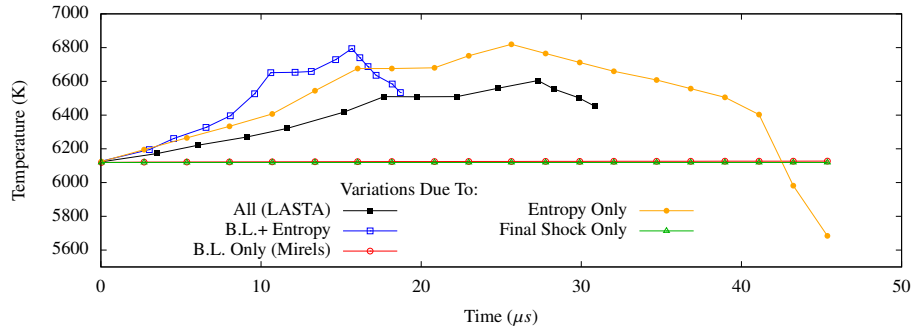 7000
6800
6600
6400
6200
6000
5800
5600
Temperature (K)
Variations Due To:
All (LASTA)
B.L.+ Entropy
B.L. Only (Mirels)
Entropy Only
Final Shock Only
0 10 20 30 40 50
Time (μs)